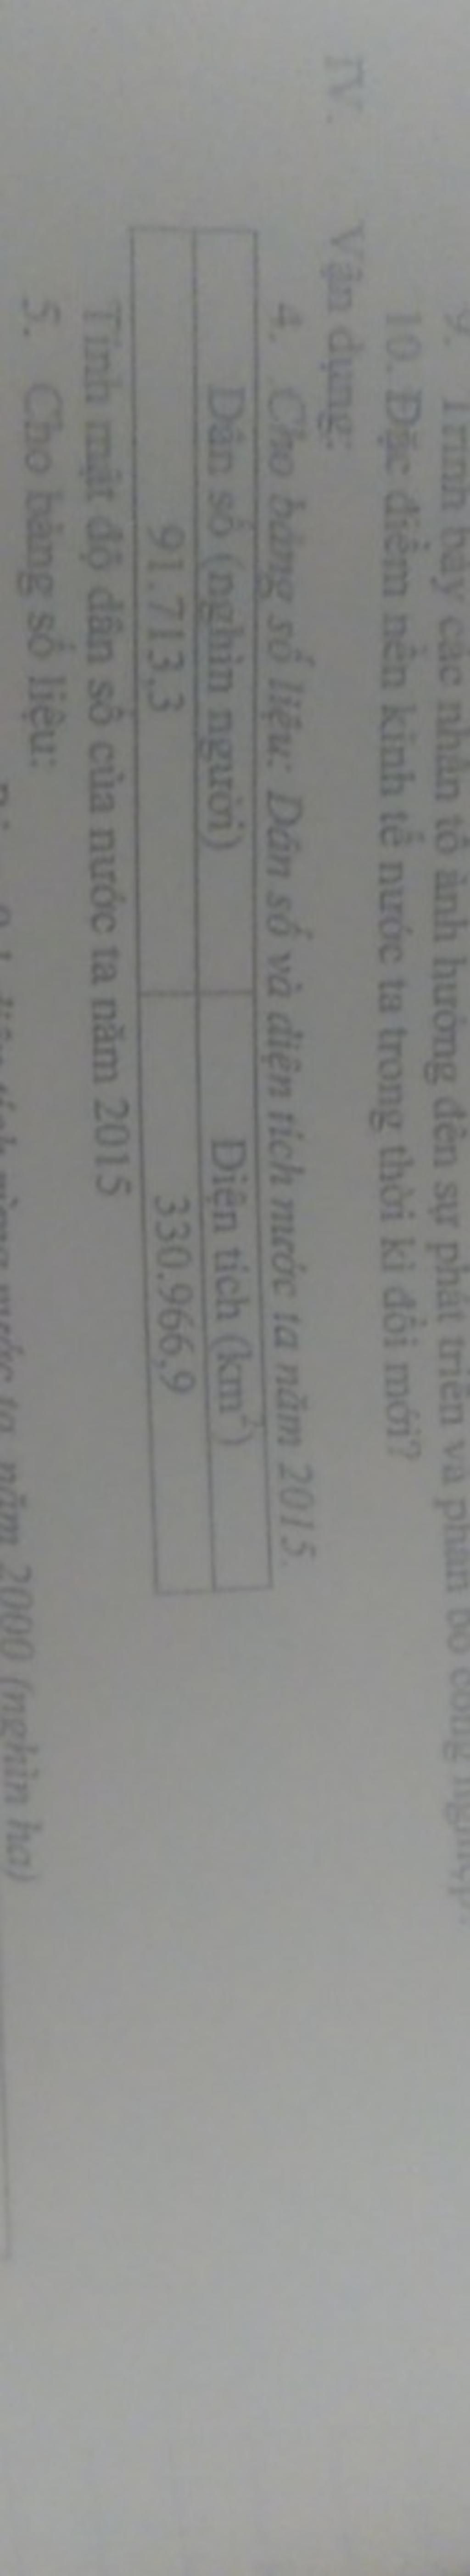 9. Trình bày các nhân tố ảnh hưởng đến sự phát triển và phân bố công nghiệp.
10. Đặc điểm nền kinh tế nước ta trong thời kì đổi mới?
IV. Vận dụng:
4. Cho bảng số liệu: Dân số và diện tích nước ta năm 2015.
Dân số (nghìn người) Diện tích (km²)
91.713,3 330.966,9
Tính mật độ dân số của nước ta năm 2015
5. Cho bảng số liệu:
diện tích nước ta năm 2000 (nghìn ha)